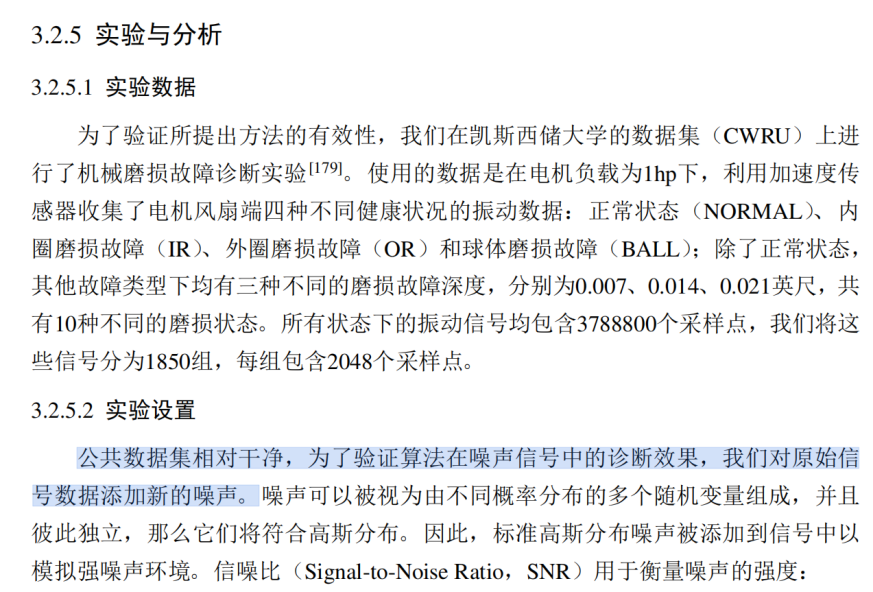 3.2.5 实验与分析
3.2.5.1 实验数据
为了验证所提出方法的有效性，我们在凯斯西储大学的数据集（CWRU）上进
行了机械磨损故障诊断实验[179]。使用的数据是在电机负载为1hp下，利用加速度传
感器收集了电机风扇端四种不同健康状况的振动数据：正常状态（NORMAL）、内
圈磨损故障（IR）、外圈磨损故障（OR）和球体磨损故障（BALL）；除了正常状态，
其他故障类型下均有三种不同的磨损故障深度，分别为0.007、0.014、0.021英尺，共
有10种不同的磨损状态。所有状态下的振动信号均包含3788800个采样点，我们将这
些信号分为1850组，每组包含2048个采样点。
3.2.5.2 实验设置
公共数据集相对干净，为了验证算法在噪声信号中的诊断效果，我们对原始信
号数据添加新的噪声。噪声可以被视为由不同概率分布的多个随机变量组成，并且
彼此独立，那么它们将符合高斯分布。因此，标准高斯分布噪声被添加到信号中以
模拟强噪声环境。信噪比（Signal-to-Noise Ratio，SNR）用于衡量噪声的强度：